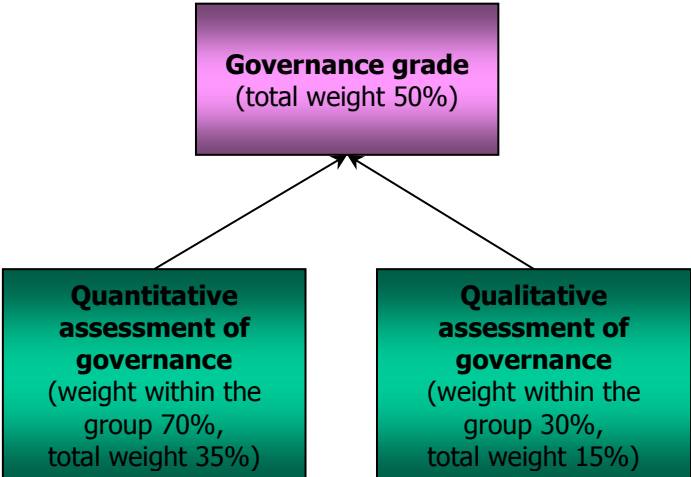 Governance grade
(total weight 50%)
Quantitative
assessment of
governance
(weight within the
group 70%,
total weight 35%)
Qualitative
assessment of
governance
(weight within the
group 30%,
total weight 15%)